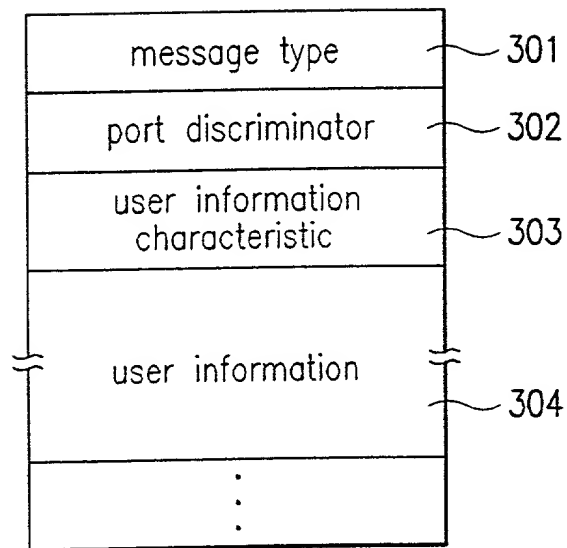 message type 301
port discriminator 302
user information
characteristic 303
user information 304